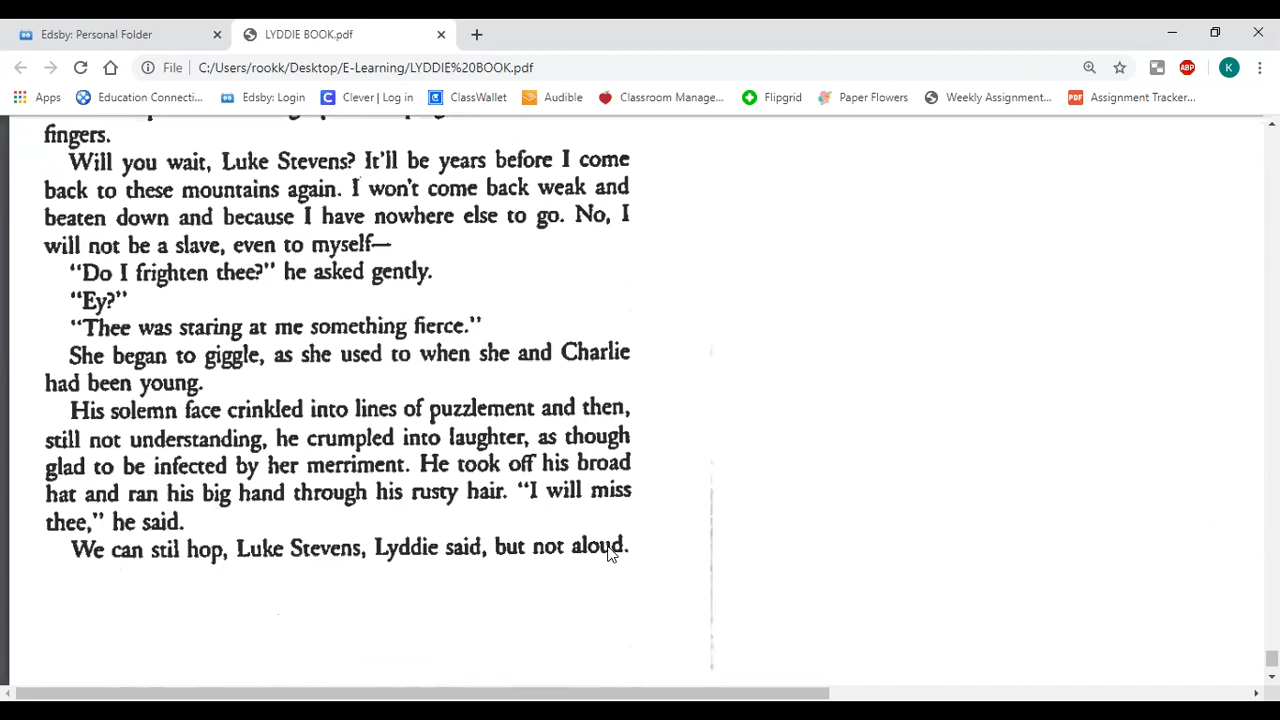 Edsby: Personal Folder
LYDDIE BOOK.pdf
File C:/Users/rookk/Desktop/E-Learning/LYDDIE%20BOOK.pdf
ABP
K
Apps
Education Connecti...
Edsby: Login
Clever | Log in
ClassWallet
Audible
Classroom Manage...
Flipgrid
Paper Flowers
Weekly Assignment...
PDF Assignment Tracker...
fingers.
Will you wait, Luke Stevens? It'll be years before I come
back to these mountains again. I won't come back weak and
beaten down and because I have nowhere else to go. No, I
will not be a slave, even to myself—
"Do I frighten thee?" he asked gently.
"Ey?"
"Thee was staring at me something fierce."
She began to giggle, as she used to when she and Charlie
had been young.
His solemn face crinkled into lines of puzzlement and then,
still not understanding, he crumpled into laughter, as though
glad to be infected by her merriment. He took off his broad
hat and ran his big hand through his rusty hair. "I will miss
thee," he said.
We can stil hop, Luke Stevens, Lyddie said, but not aloud.